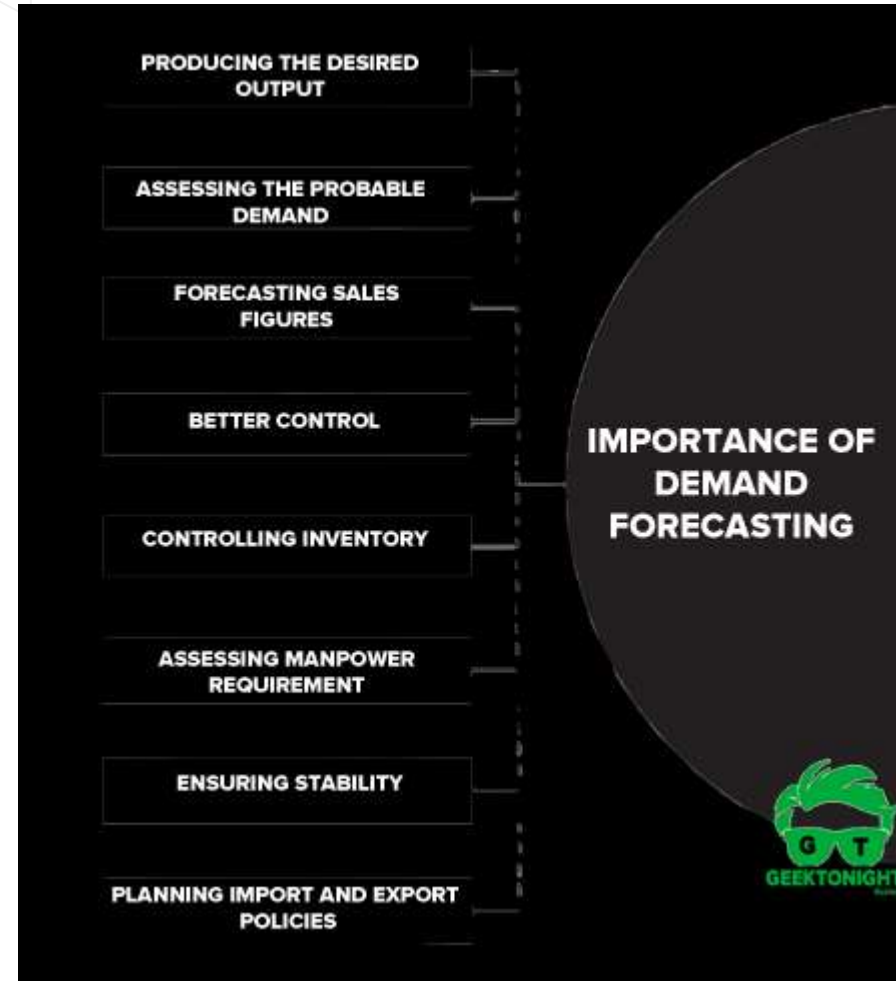 PRODUCING THE DESIRED
OUTPUT
ASSESSING THE PROBABLE
DEMAND
FORECASTING SALES
FIGURES
BETTER CONTROL
CONTROLLING INVENTORY
ASSESSING MANPOWER
REQUIREMENT
ENSURING STABILITY
PLANNING IMPORT AND EXPORT
POLICIES
IMPORTANCE OF
DEMAND
FORECASTING
G T
GEEKTONIGHT